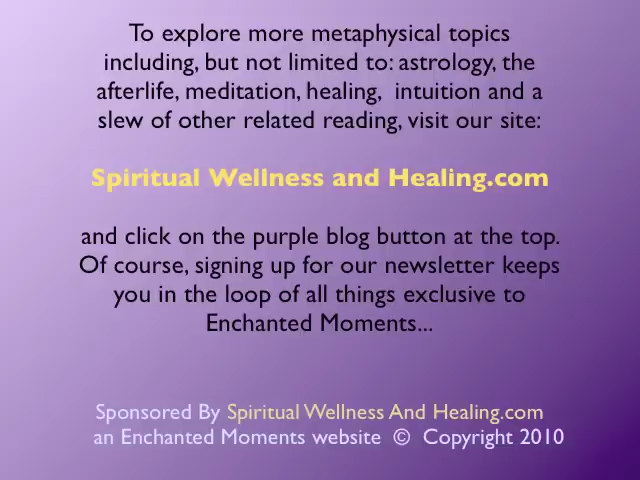 To explore more metaphysical topics
including, but not limited to: astrology, the
afterlife, meditation, healing, intuition and a
slew of other related reading, visit our site:
Spiritual Wellness and Healing.com
and click on the purple blog button at the top.
Of course, signing up for our newsletter keeps
you in the loop of all things exclusive to
Enchanted Moments...
Sponsored By Spiritual Wellness And Healing.com
an Enchanted Moments website © Copyright 2010